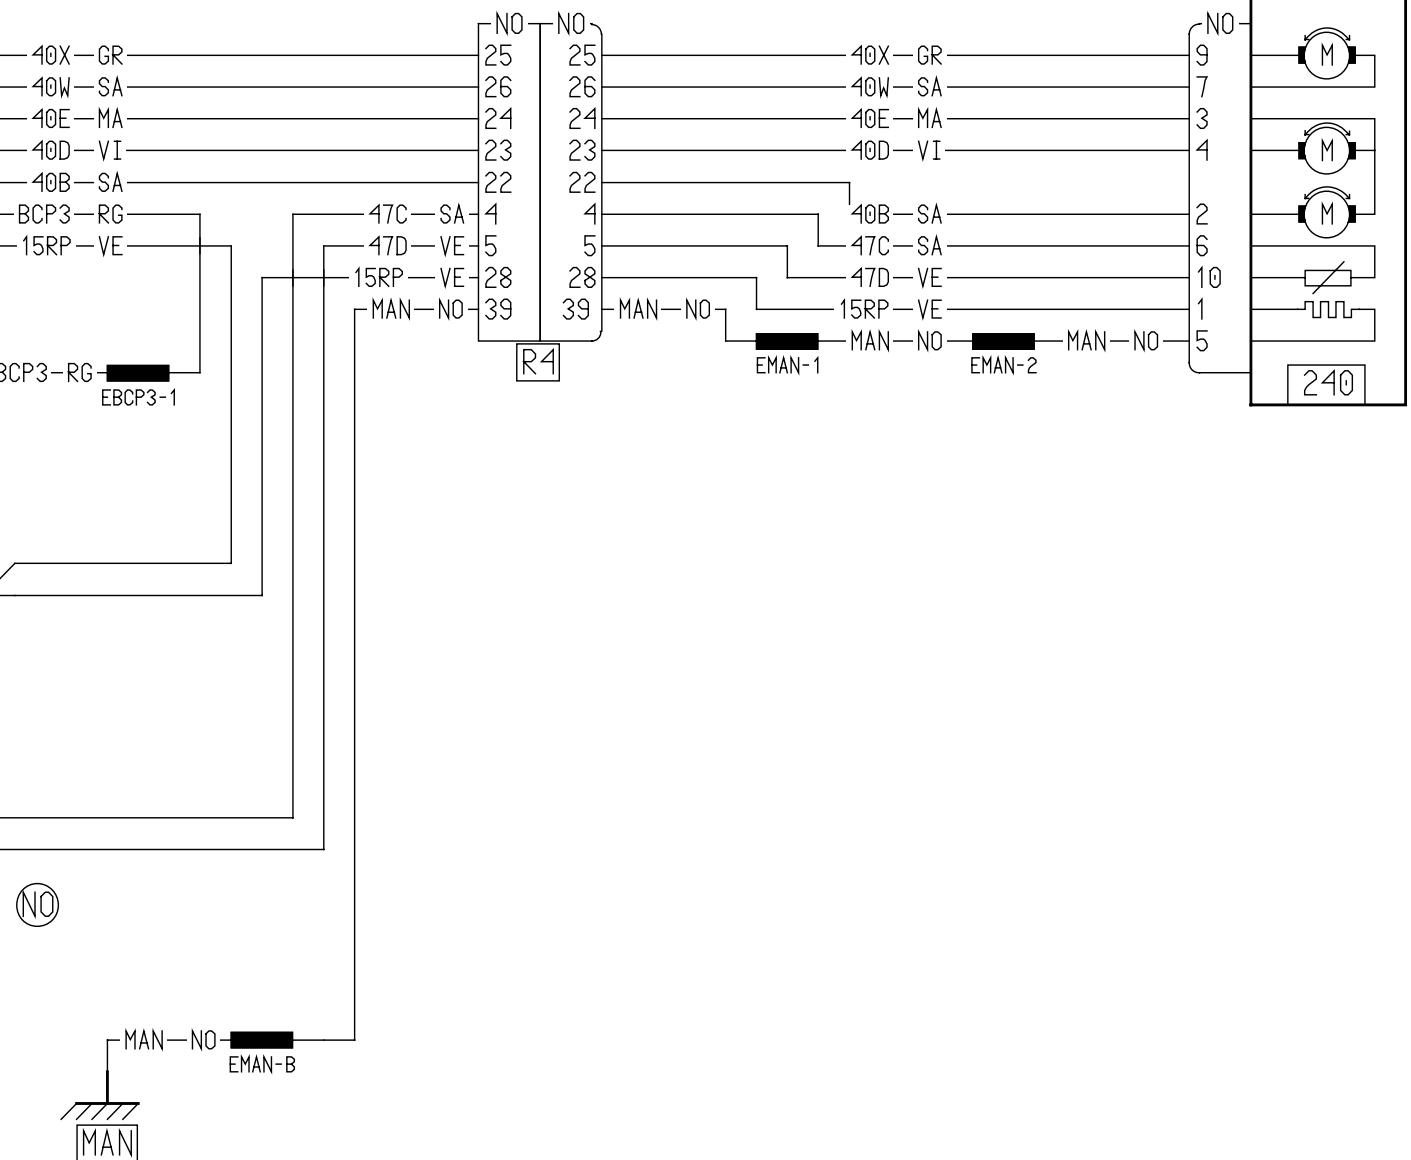 NO NO NO
40X GR 25 25 40X GR 9 M
40W SA 26 26 40W SA 7
40E MA 24 24 40E MA 3
40D VI 23 23 40D VI 4 M
40B SA 22 22
BCP3 RG 47C SA 4 4 40B SA 2 M
15RP VE 47D VE 5 5 47C SA 6
15RP VE 28 28 47D VE 10
MAN NO 39 39 MAN NO 15RP VE 1
MAN NO MAN NO 5
R4 EMAN-1 EMAN-2
BCP3-RG 240
EBCP3-1
NO
MAN NO
EMAN-B
MAN